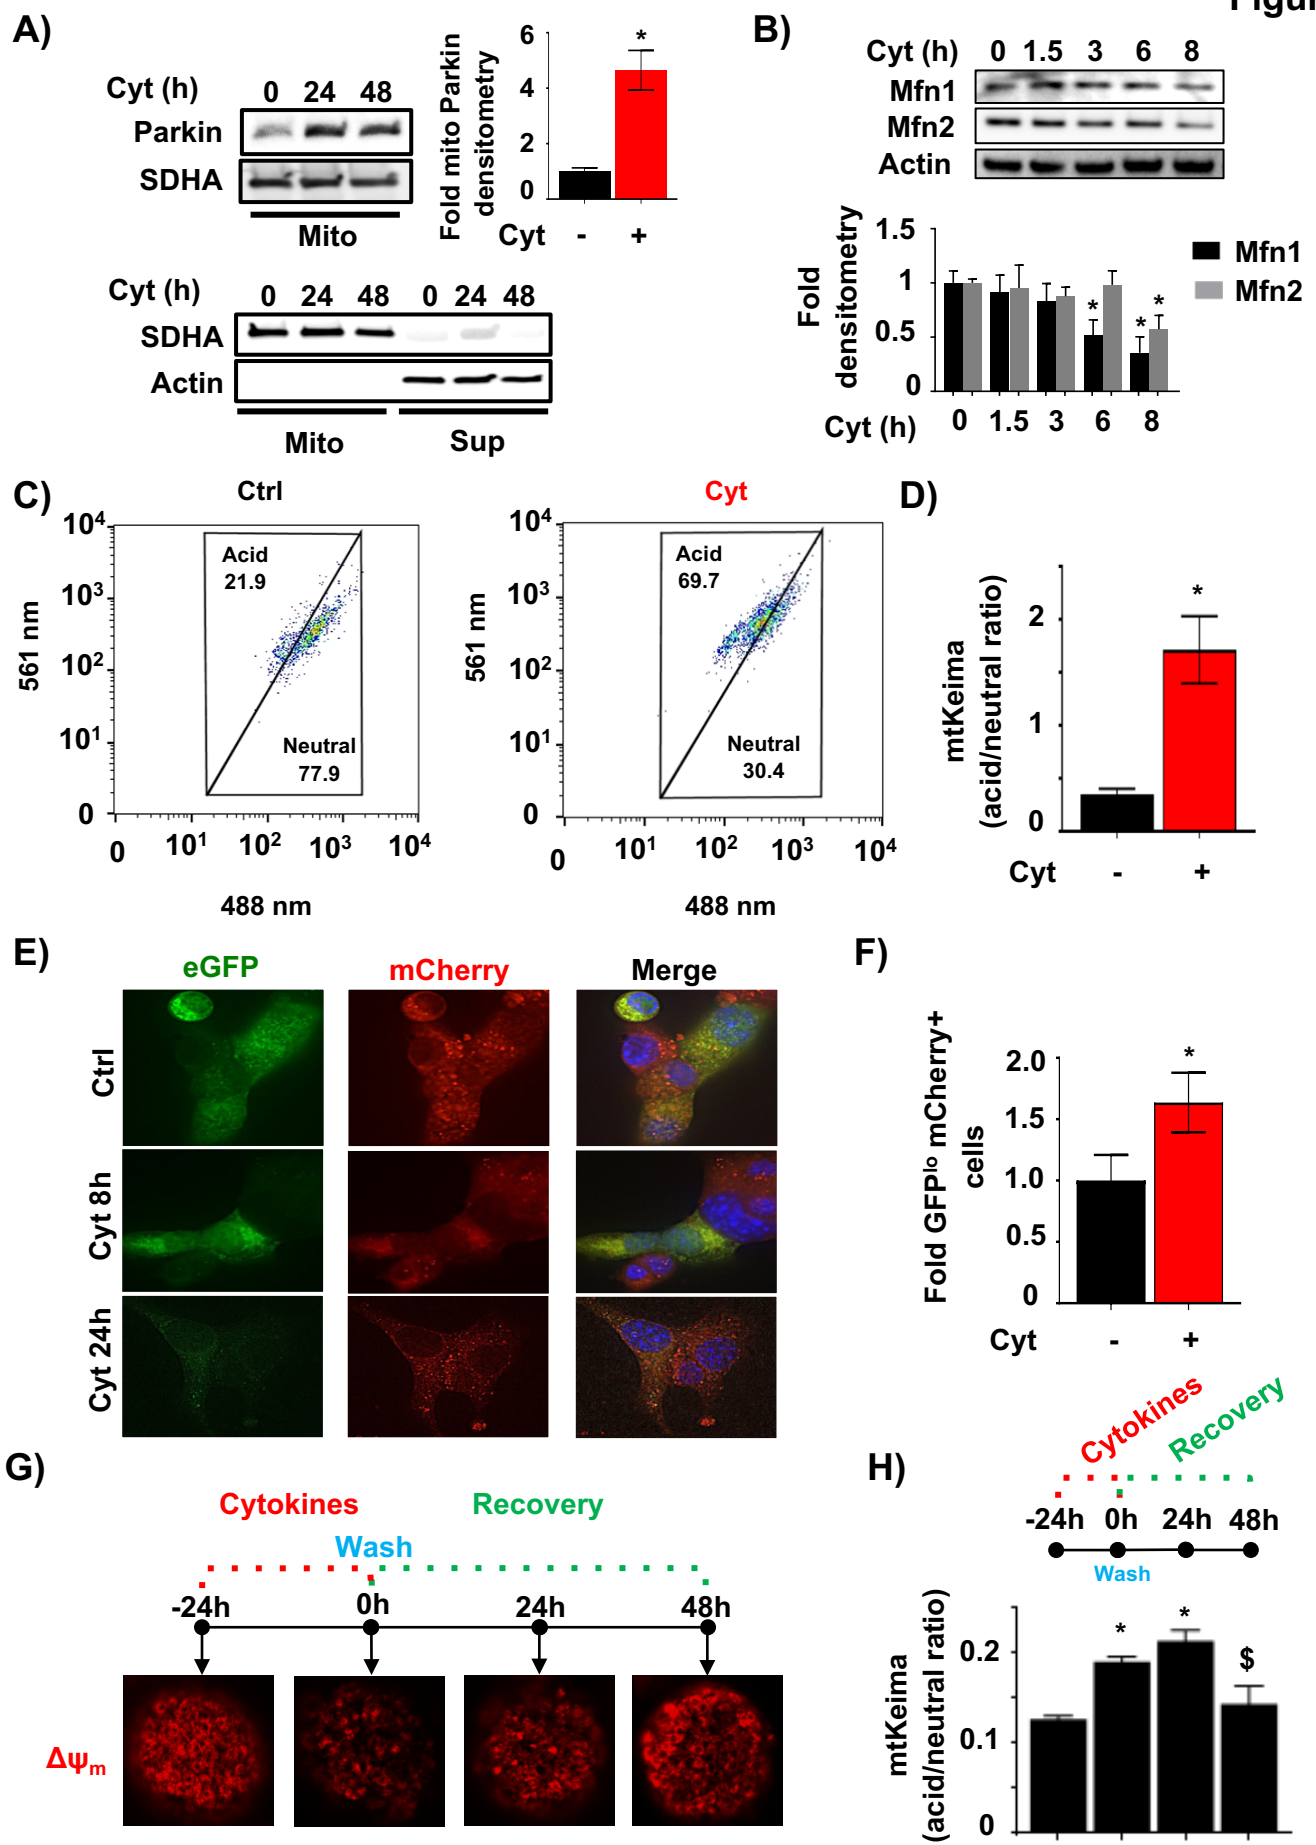 Figur
A)
Cyt (h) 0 24 48
Parkin
SDHA
Mito
Fold mito Parkin
densitometry
6
4
2
0
*
Cyt - +
Cyt (h) 0 24 48 0 24 48
SDHA
Actin
Mito Sup
B)
Cyt (h) 0 1.5 3 6 8
Mfn1
Mfn2
Actin
Fold
densitometry
1.5
1
0.5
0
* * *
Mfn1
Mfn2
Cyt (h) 0 1.5 3 6 8
C)
Ctrl
561 nm
10⁴
10³
10²
10¹
0
Acid
21.9
Neutral
77.9
0 10¹ 10² 10³ 10⁴
488 nm
Cyt
561 nm
10⁴
10³
10²
10¹
0
Acid
69.7
Neutral
30.4
0 10¹ 10² 10³ 10⁴
488 nm
D)
mtKeima
(acid/neutral ratio)
2
1
0
*
Cyt - +
E)
eGFP mCherry Merge
Ctrl
Cyt 8h
Cyt 24h
F)
Fold GFPˡᵒ mCherry+
cells
2.0
1.5
1.0
0.5
0
*
Cyt - +
G)
Cytokines Recovery
Wash
-24h 0h 24h 48h
Δψₘ
H)
Cytokines
Recovery
-24h 0h 24h 48h
Wash
mtKeima
(acid/neutral ratio)
0.2
0.1
0
* * $